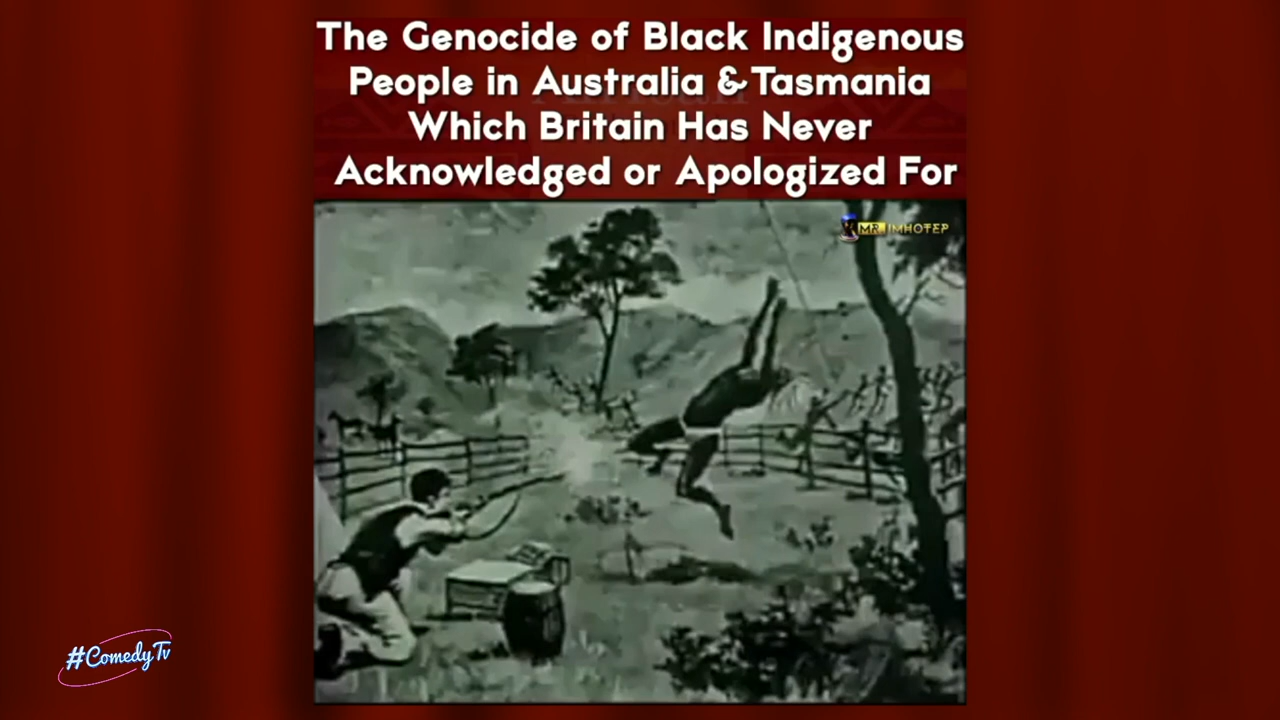 The Genocide of Black Indigenous
People in Australia & Tasmania
Which Britain Has Never
Acknowledged or Apologized For
MR. IMHOTEP
#ComedyTv